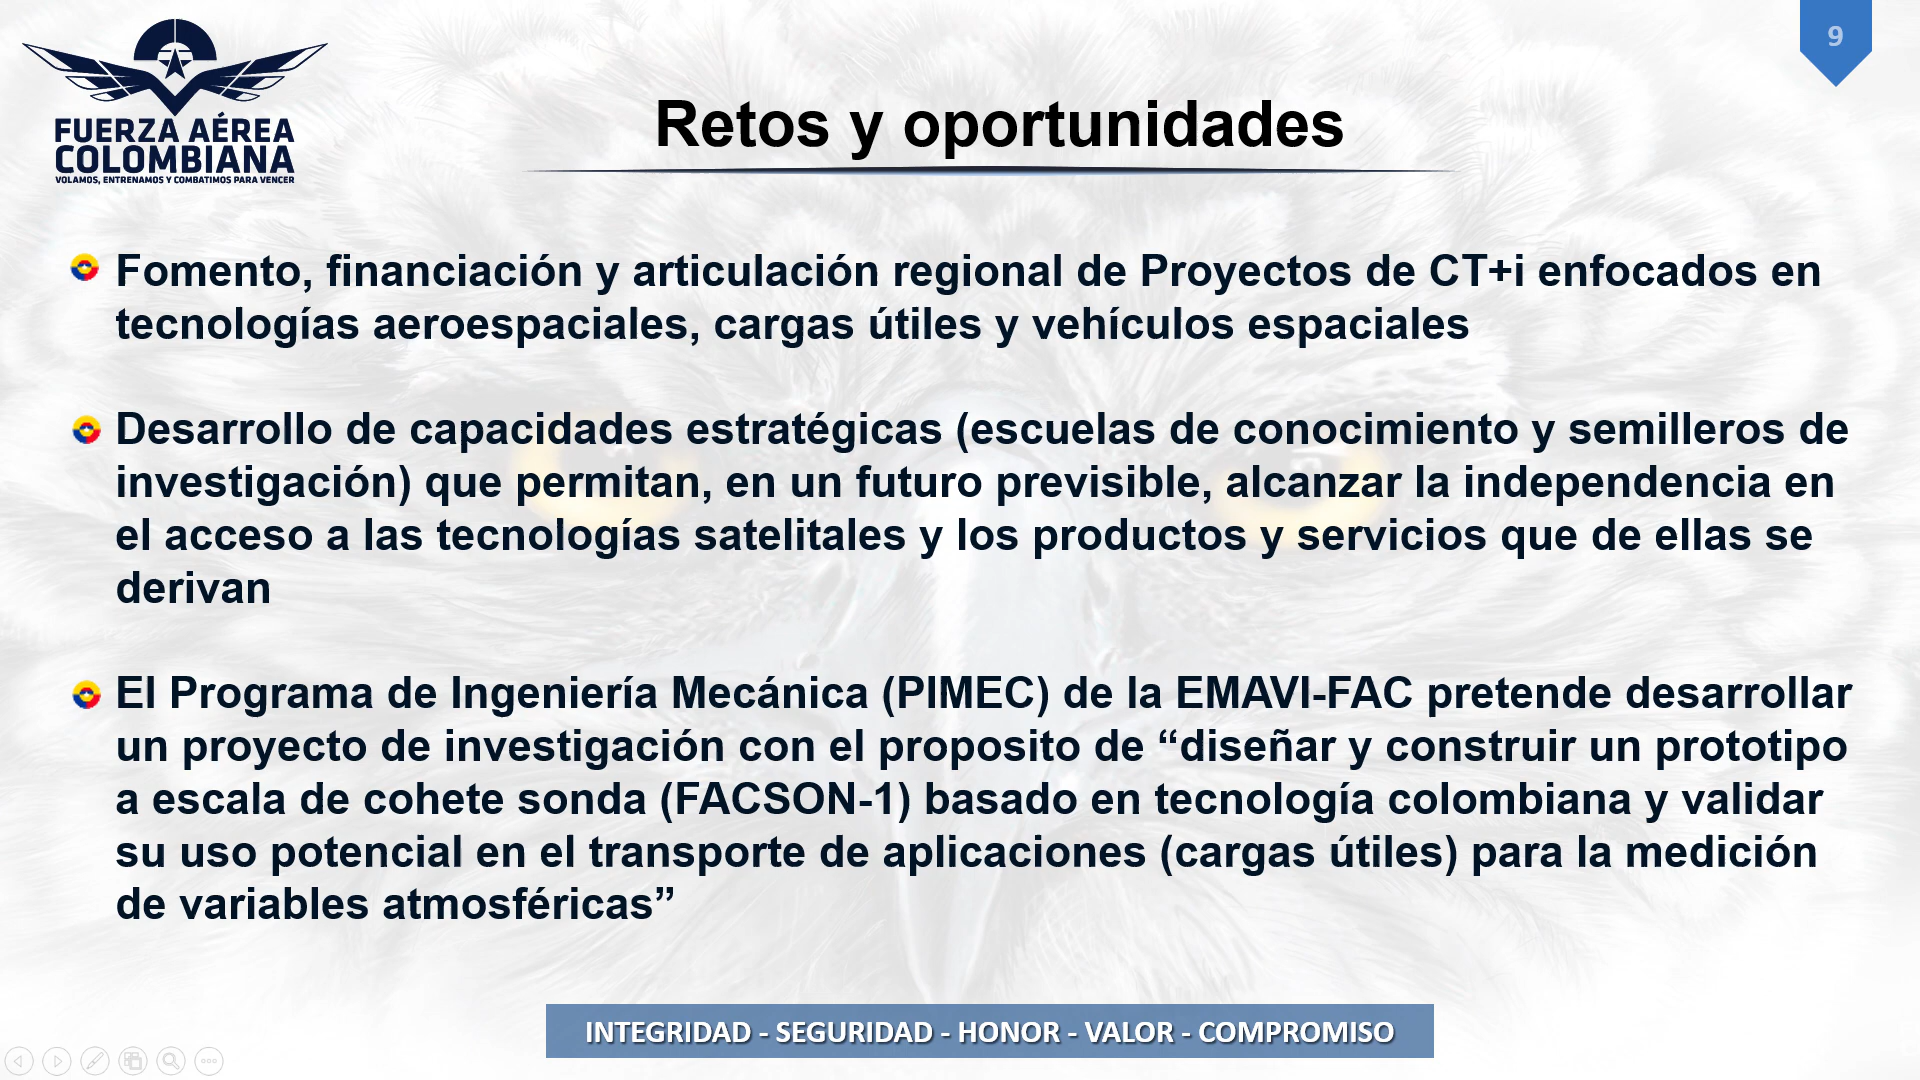 9
FUERZA AÉREA
COLOMBIANA
VOLAMOS, ENTRENAMOS Y COMBATIMOS PARA VENCER
Retos y oportunidades
Fomento, financiación y articulación regional de Proyectos de CT+i enfocados en
tecnologías aeroespaciales, cargas útiles y vehículos espaciales
Desarrollo de capacidades estratégicas (escuelas de conocimiento y semilleros de
investigación) que permitan, en un futuro previsible, alcanzar la independencia en
el acceso a las tecnologías satelitales y los productos y servicios que de ellas se
derivan
El Programa de Ingeniería Mecánica (PIMEC) de la EMAVI-FAC pretende desarrollar
un proyecto de investigación con el proposito de “diseñar y construir un prototipo
a escala de cohete sonda (FACSON-1) basado en tecnología colombiana y validar
su uso potencial en el transporte de aplicaciones (cargas útiles) para la medición
de variables atmosféricas”
INTEGRIDAD - SEGURIDAD - HONOR - VALOR - COMPROMISO